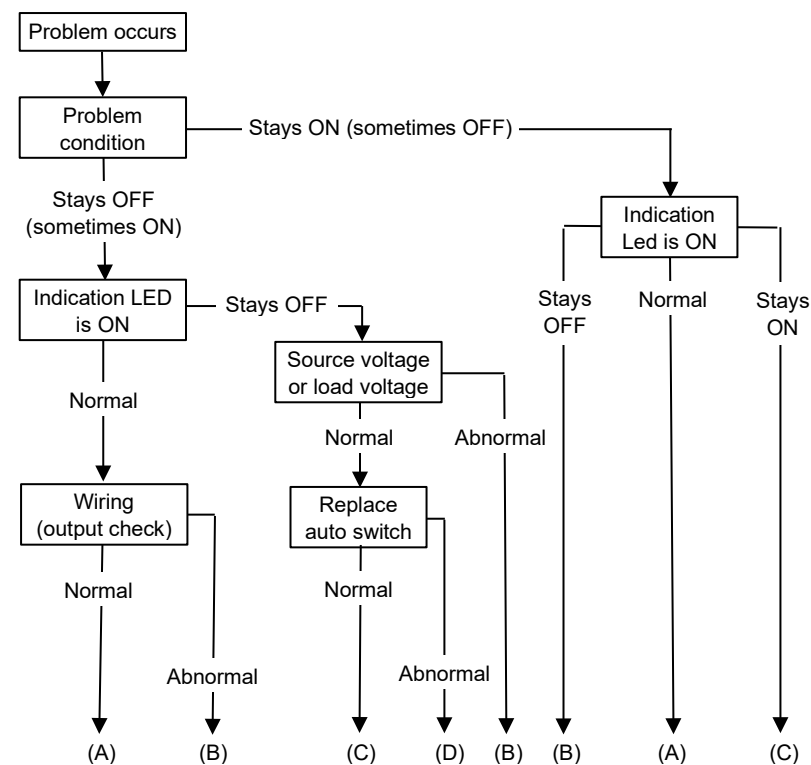 Problem occurs
Problem
condition
Stays ON (sometimes OFF)
Stays OFF
(sometimes ON)
Indication
Led is ON
Indication LED
is ON
Stays OFF
Stays
OFF
Normal
Stays
ON
Source voltage
or load voltage
Normal
Normal
Abnormal
Wiring
(output check)
Replace
auto switch
Normal
Normal
Abnormal
Abnormal
(A)
(B)
(C)
(D)
(B)
(B)
(A)
(C)